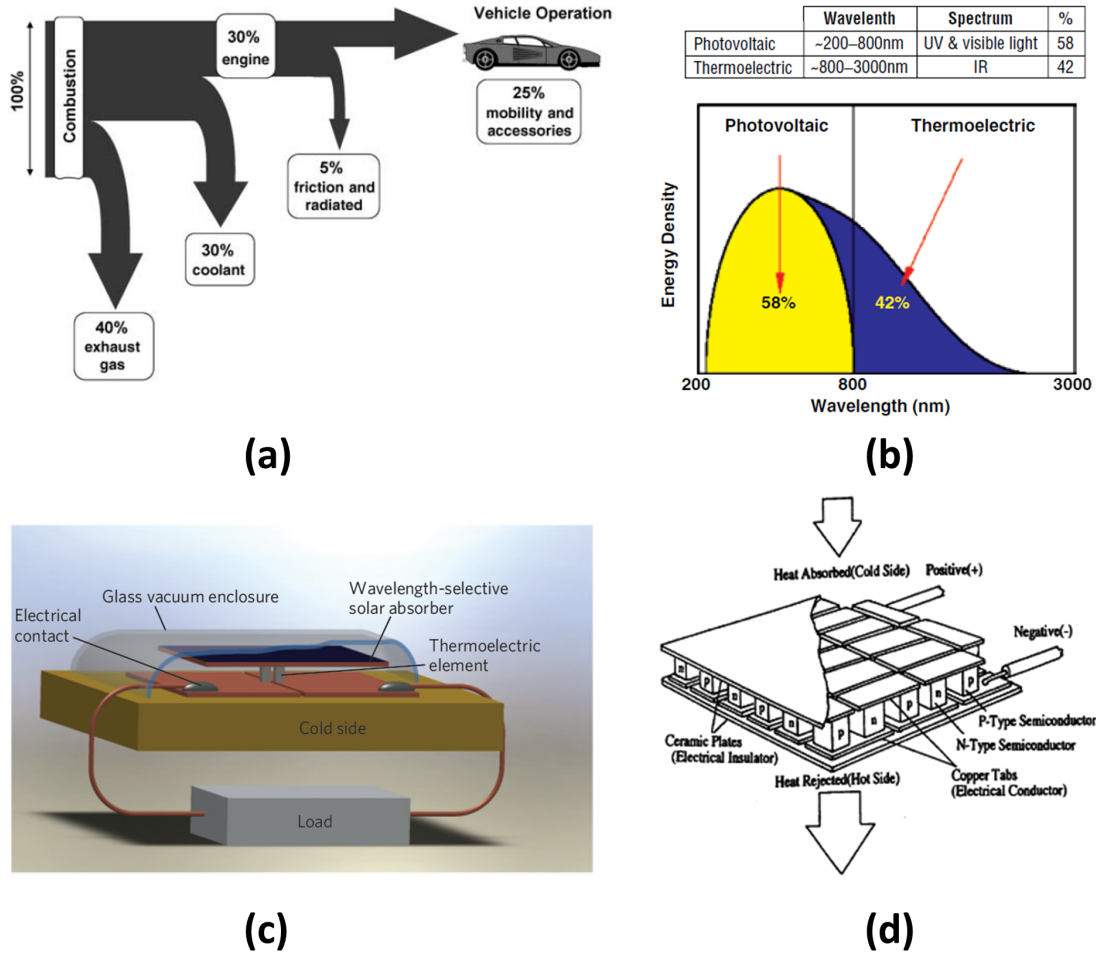 100%
Combustion
30%
engine
Vehicle Operation
25%
mobility and
accessories
5%
friction and
radiated
30%
coolant
40%
exhaust
gas
(a)
Wavelenth Spectrum %
Photovoltaic ~200–800nm UV & visible light 58
Thermoelectric ~800–3000nm IR 42
Photovoltaic Thermoelectric
Energy Density
58% 42%
200 800 3000
Wavelength (nm)
(b)
Glass vacuum enclosure
Wavelength-selective
solar absorber
Electrical
contact
Thermoelectric
element
Cold side
Load
(c)
Heat Absorbed(Cold Side)
Positive(+)
Negative(-)
n p n p n p n p n p
P-Type Semiconductor
N-Type Semiconductor
Copper Tabs
(Electrical Conductor)
Ceramic Plates
(Electrical Insulator)
Heat Rejected(Hot Side)
(d)